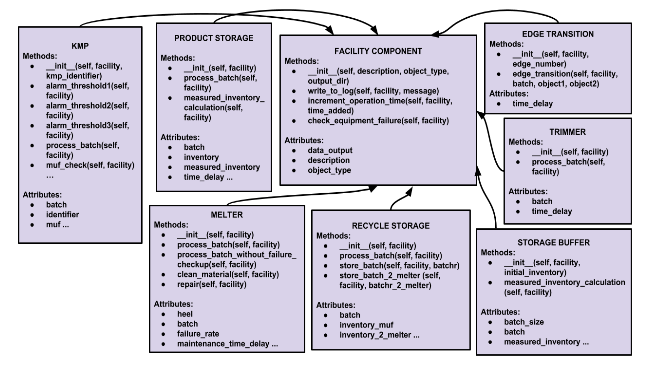 KMP
Methods:
● __init__(self, facility,
kmp_identifier)
● alarm_threshold1(self,
facility)
● alarm_threshold2(self,
facility)
● alarm_threshold3(self,
facility)
● process_batch(self,
facility)
● muf_check(self, facility)
...
Attributes:
● batch
● identifier
● muf ...
PRODUCT STORAGE
Methods:
● __init_(self, facility)
● process_batch(self,
facility)
● measured_inventory_
calculation(self,
facility)
Attributes:
● batch
● inventory
● measured_inventory
● time_delay ...
FACILITY COMPONENT
Methods:
● __init__(self, description, object_type,
output_dir)
● write_to_log(self, facility, message)
● increment_operation_time(self, facility,
time_added)
● check_equipment_failure(self, facility)
Attributes:
● data_output
● description
● object_type
EDGE TRANSITION
Methods:
● __init__(self, facility,
edge_number)
● edge_transition(self, facility,
batch, object1, object2)
Attributes:
● time_delay
TRIMMER
Methods:
● __init__(self, facility)
● process_batch(self,
facility)
Attributes:
● batch
● time_delay
MELTER
Methods:
● __init__(self, facility)
● process_batch(self, facility)
● process_batch_without_failure_
checkup(self, facility)
● clean_material(self, facility)
● repair(self, facility)
Attributes:
● heel
● batch
● failure_rate
● maintenance_time_delay ...
RECYCLE STORAGE
Methods:
● __init__(self, facility)
● process_batch(self, facility)
● store_batch(self, facility, batchr)
● store_batch_2_melter (self,
facility, batchr_2_melter)
Attributes:
● batch
● inventory_muf
● inventory_2_melter ...
STORAGE BUFFER
Methods:
● __init__(self, facility,
initial_inventory)
● measured_inventory_calculation
(self, facility)
Attributes:
● batch_size
● batch
● measured_inventory ...